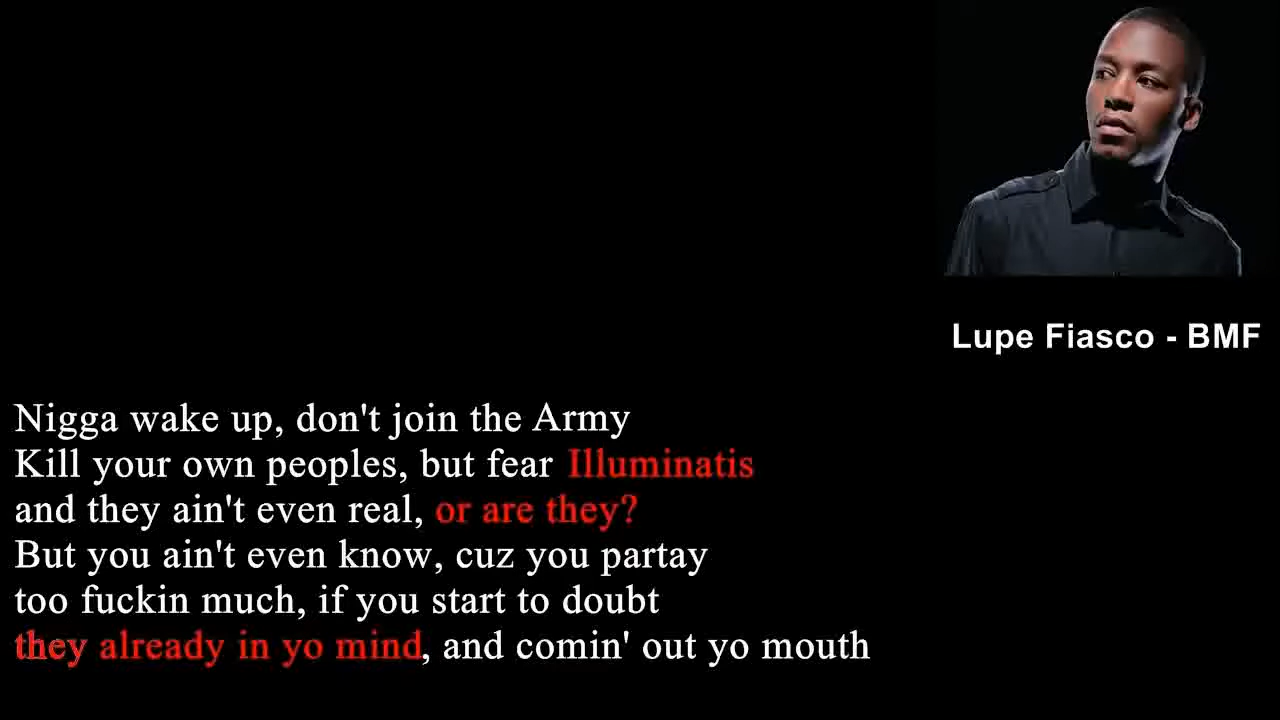 Lupe Fiasco - BMF
Nigga wake up, don't join the Army
Kill your own peoples, but fear Illuminatis
and they ain't even real, or are they?
But you ain't even know, cuz you partay
too fuckin much, if you start to doubt
they already in yo mind, and comin' out yo mouth